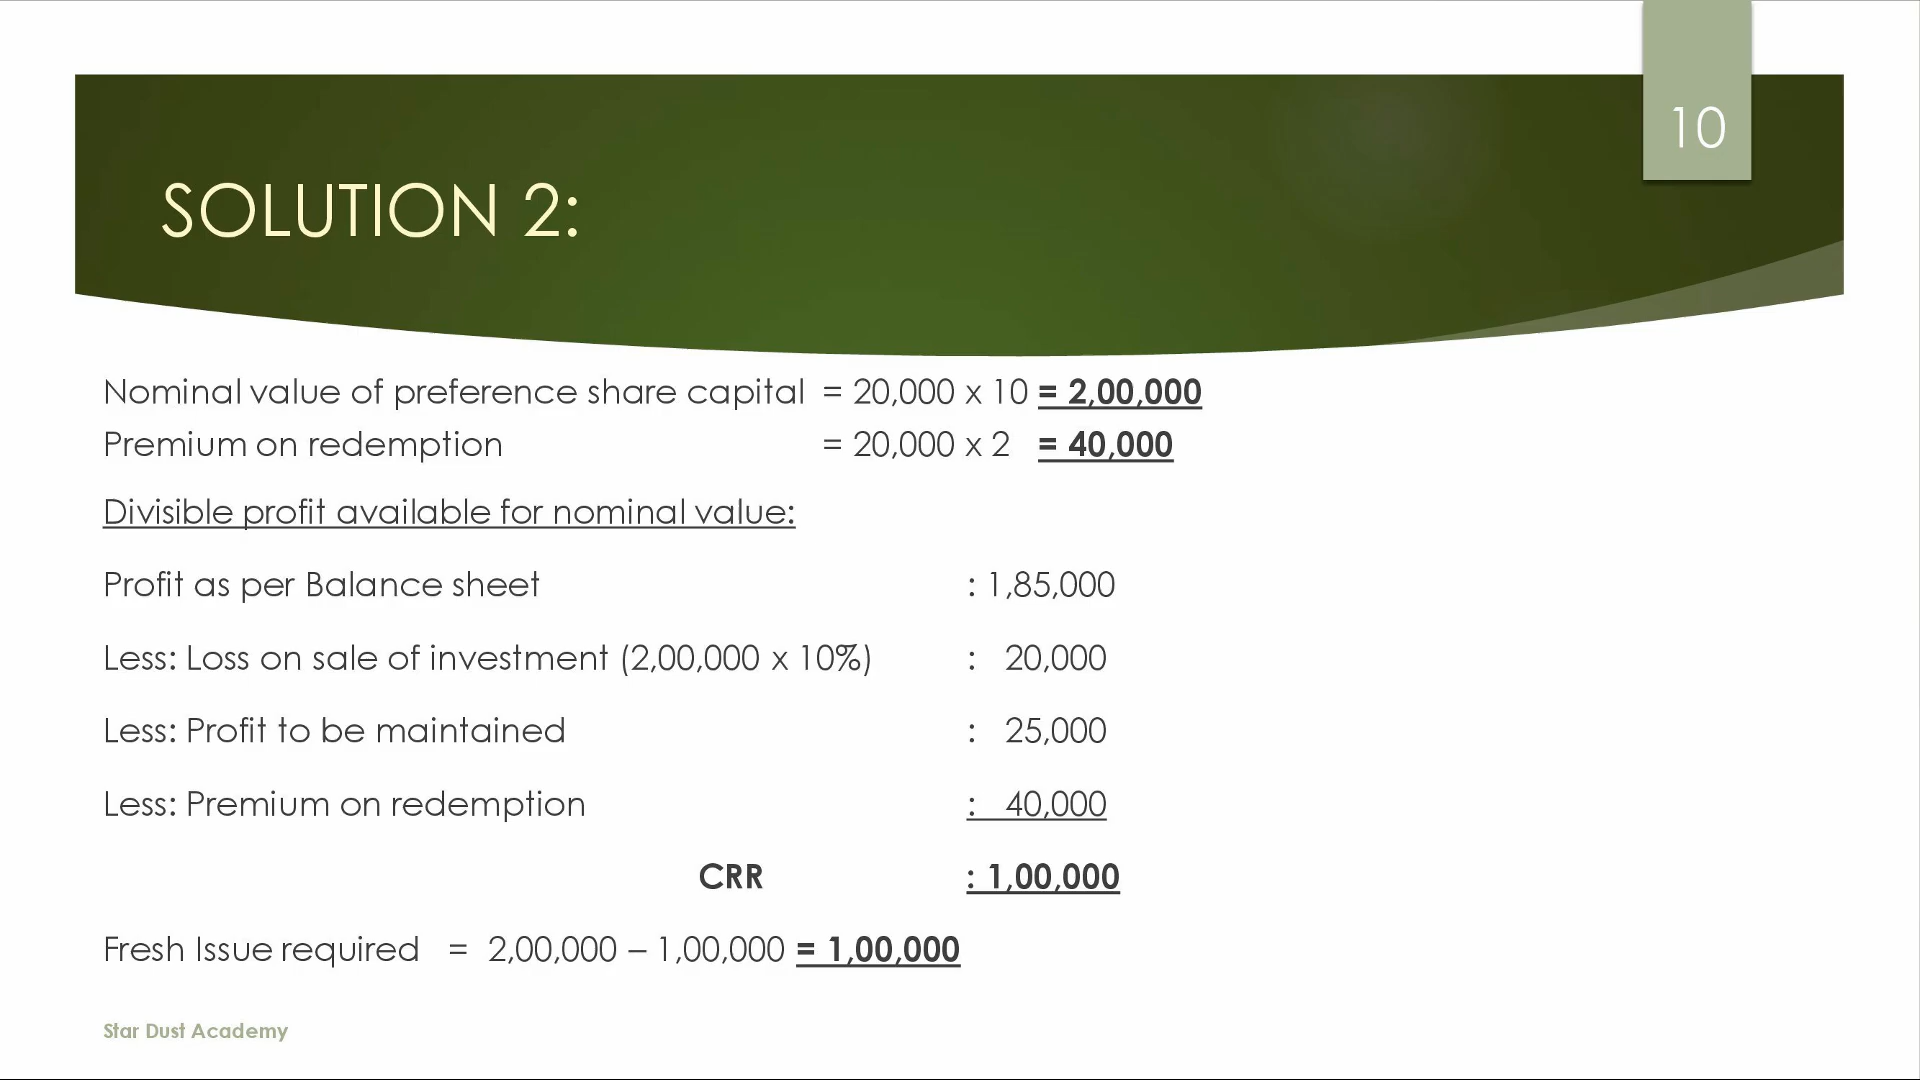 10
SOLUTION 2:
Nominal value of preference share capital = 20,000 x 10 = 2,00,000
Premium on redemption = 20,000 x 2 = 40,000
Divisible profit available for nominal value:
Profit as per Balance sheet : 1,85,000
Less: Loss on sale of investment (2,00,000 x 10%) : 20,000
Less: Profit to be maintained : 25,000
Less: Premium on redemption : 40,000
CRR : 1,00,000
Fresh Issue required = 2,00,000 – 1,00,000 = 1,00,000
Star Dust Academy